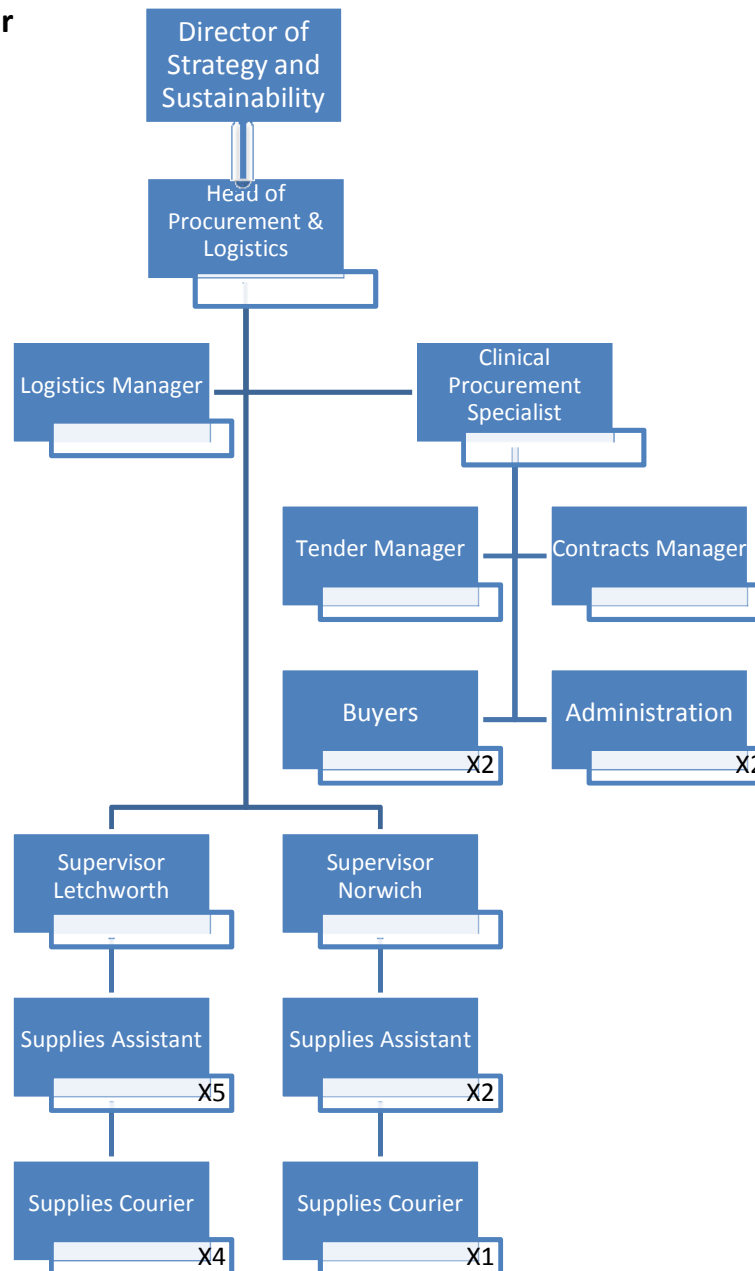 r
Director of
Strategy and
Sustainability
Head of
Procurement &
Logistics
Logistics Manager
Clinical
Procurement
Specialist
Tender Manager
Contracts Manager
Buyers
X2
Administration
X2
Supervisor
Letchworth
Supervisor
Norwich
Supplies Assistant
X5
Supplies Assistant
X2
Supplies Courier
X4
Supplies Courier
X1